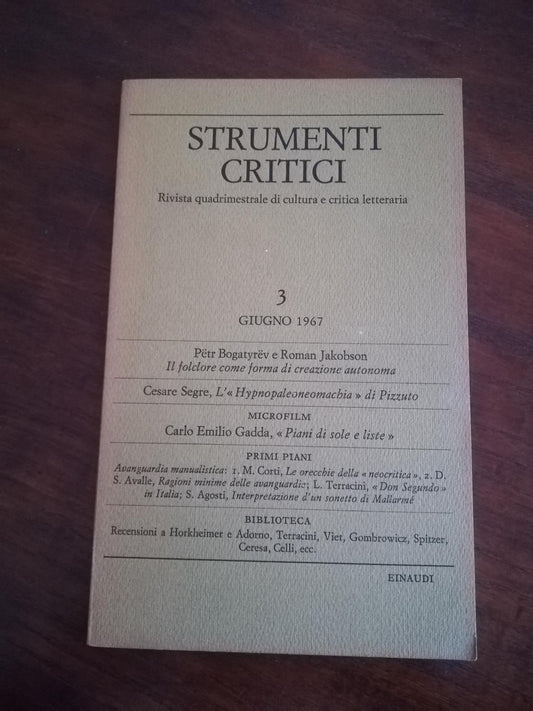 STRUMENTI
CRITICI
Rivista quadrimestrale di cultura e critica letteraria
3
GIUGNO 1967
Pëtr Bogatyrëv e Roman Jakobson
Il folclore come forma di creazione autonoma
Cesare Segre, L'« Hypnopaleoneomachia » di Pizzuto
MICROFILM
Carlo Emilio Gadda, « Piani di sole e liste »
PRIMI PIANI
Avanguardia manualistica: 1. M. Corti, Le orecchie della « neocritica », 2. D.
S. Avalle, Ragioni minime delle avanguardie; L. Terracini, « Don Segundo »
in Italia; S. Agosti, Interpretazione d'un sonetto di Mallarmé
BIBLIOTECA
Recensioni a Horkheimer e Adorno, Terracini, Viet, Gombrowicz, Spitzer,
Ceresa, Celli, ecc.
EINAUDI